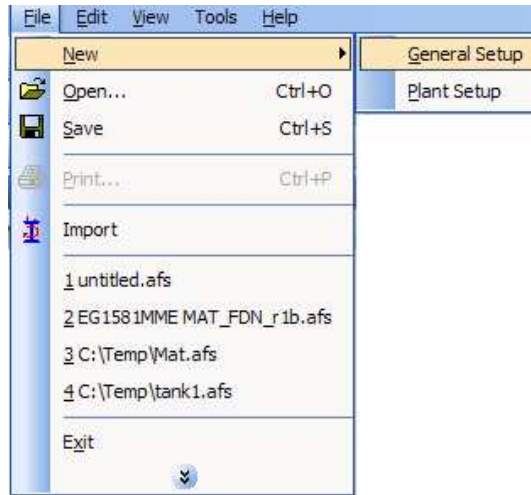 File Edit View Tools Help
New General Setup
Open... Ctrl+O Plant Setup
Save Ctrl+S
Print... Ctrl+P
Import
1 untitled.afs
2 EG1581MME MAT_FDN_r1b.afs
3 C:\Temp\Mat.afs
4 C:\Temp\tank1.afs
Exit